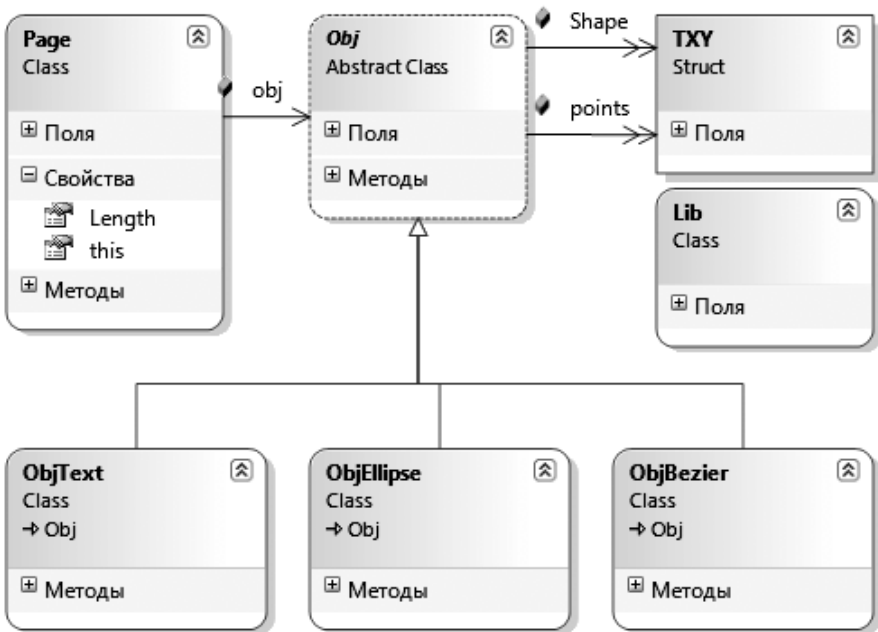 Page
Class
Поля
Свойства
Length
this
Методы
obj
Obj
Abstract Class
Поля
Методы
Shape
points
TXY
Struct
Поля
Lib
Class
Поля
ObjText
Class
Obj
Методы
ObjEllipse
Class
Obj
Методы
ObjBezier
Class
Obj
Методы